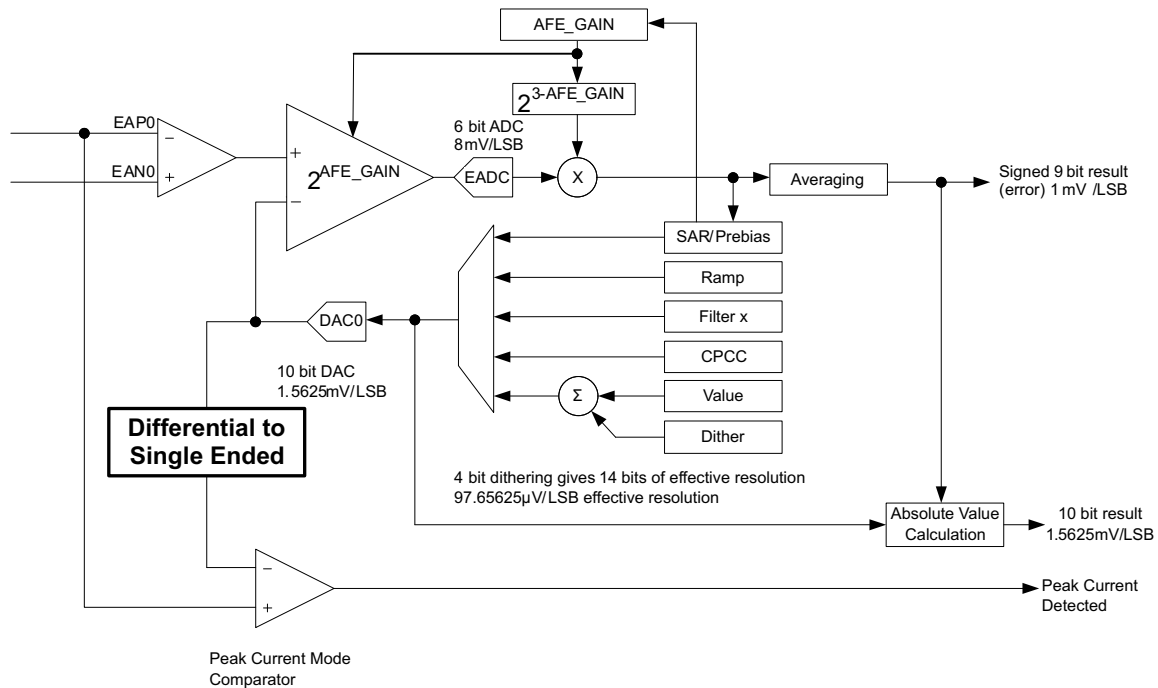 AFE_GAIN
2^3-AFE_GAIN
6 bit ADC
8mV/LSB
EAP0
EAN0
−
+
+
−
2^AFE_GAIN
EADC
X
Averaging
Signed 9 bit result
(error) 1 mV /LSB
SAR/Prebias
Ramp
Filter x
CPCC
Value
Dither
Σ
DAC0
10 bit DAC
1.5625mV/LSB
Differential to
Single Ended
4 bit dithering gives 14 bits of effective resolution
97.65625µV/LSB effective resolution
Absolute Value
Calculation
10 bit result
1.5625mV/LSB
−
+
Peak Current
Detected
Peak Current Mode
Comparator